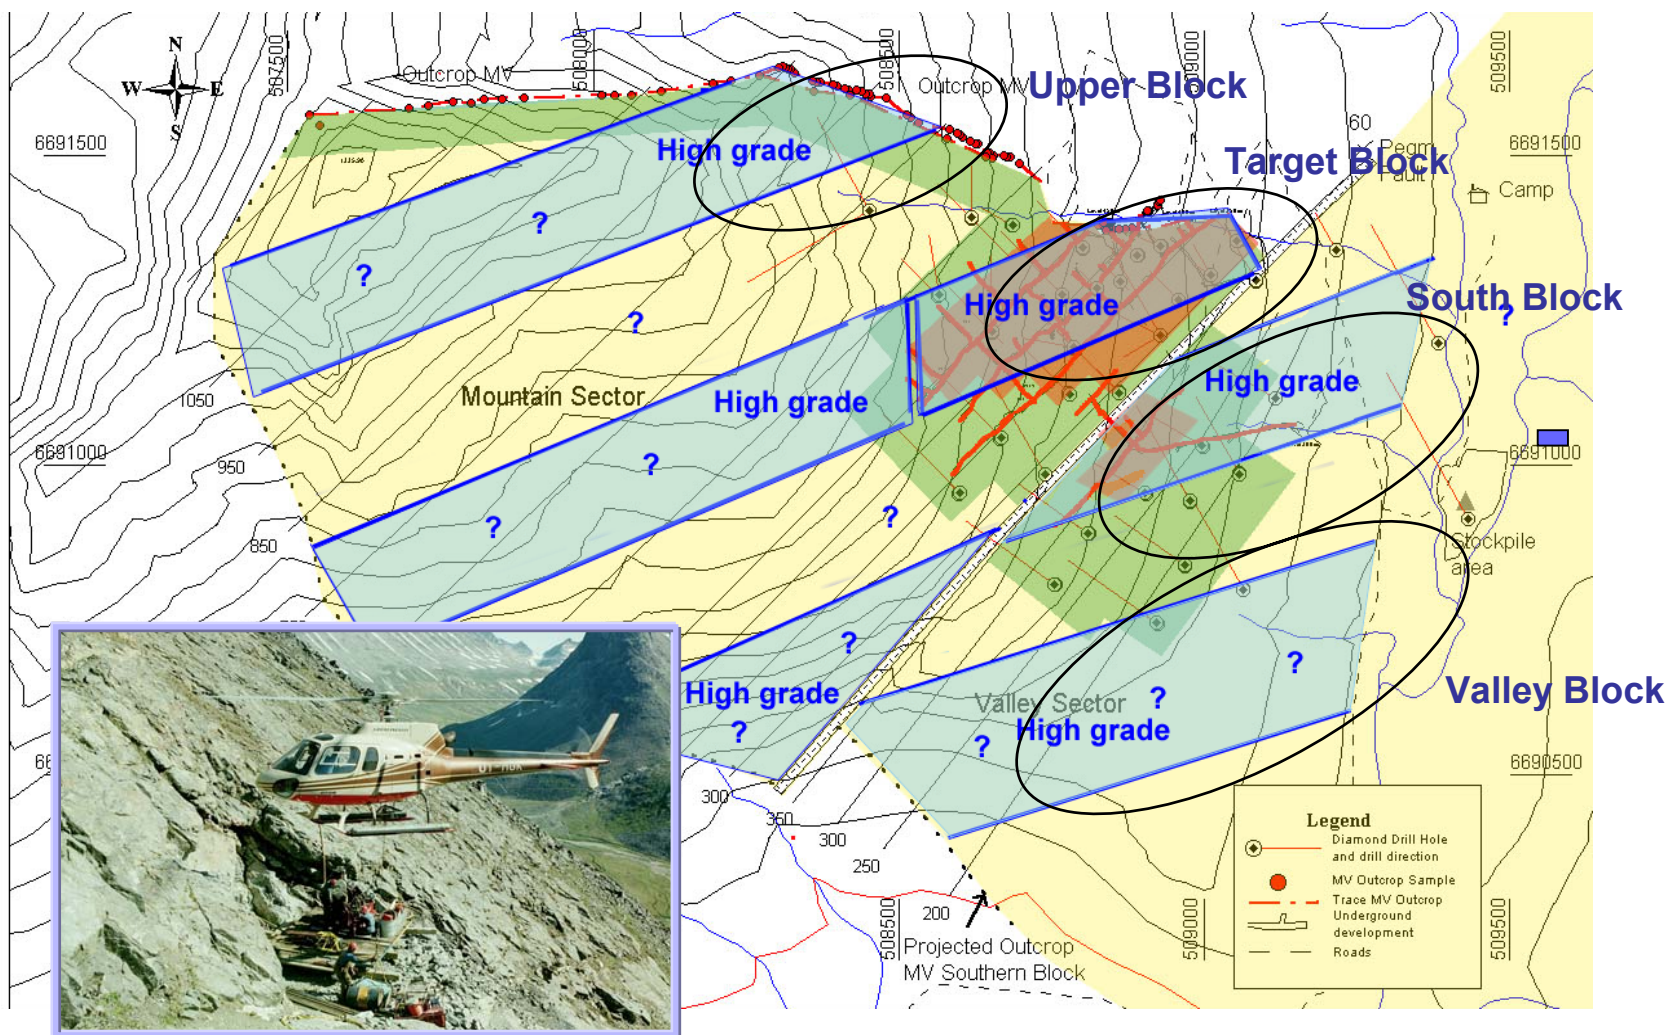 N
W E
S
507500
508000
508500
509000
509500
Outcrop MV
Outcrop MV
Upper Block
60
6691500
6691500
High grade
Target Block
Pegm
Fault
Camp
?
?
?
High grade
South Block
?
Mountain Sector
High grade
High grade
1050
6691000
950
?
6691000
?
?
850
Stockpile
area
?
?
?
High grade
Valley Sector
?
High grade
Valley Block
?
?
6690500
300
350
300
250
200
Projected Outcrop
MV Southern Block
508500
509000
509500
Legend
Diamond Drill Hole
and drill direction
MV Outcrop Sample
Trace MV Outcrop
Underground
development
Roads